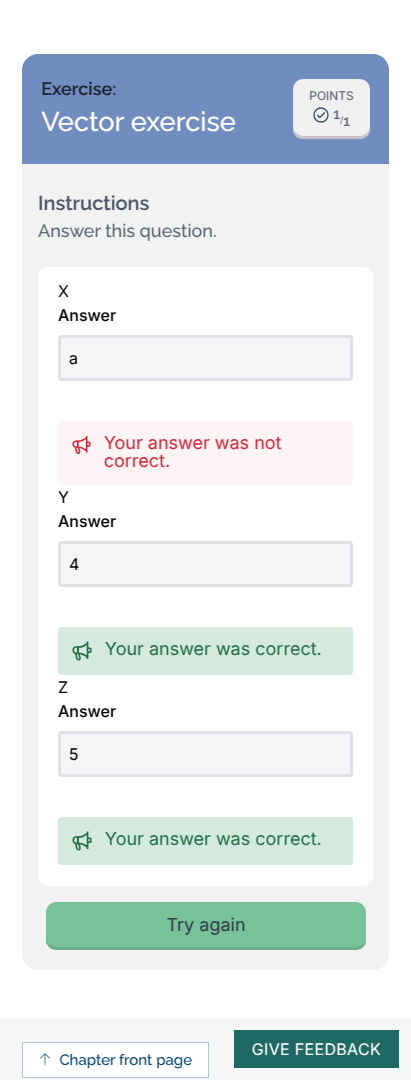 Exercise:
Vector exercise
POINTS
1/1
Instructions
Answer this question.
X
Answer
a
Your answer was not
correct.
Y
Answer
4
Your answer was correct.
Z
Answer
5
Your answer was correct.
Try again
↑ Chapter front page
GIVE FEEDBACK